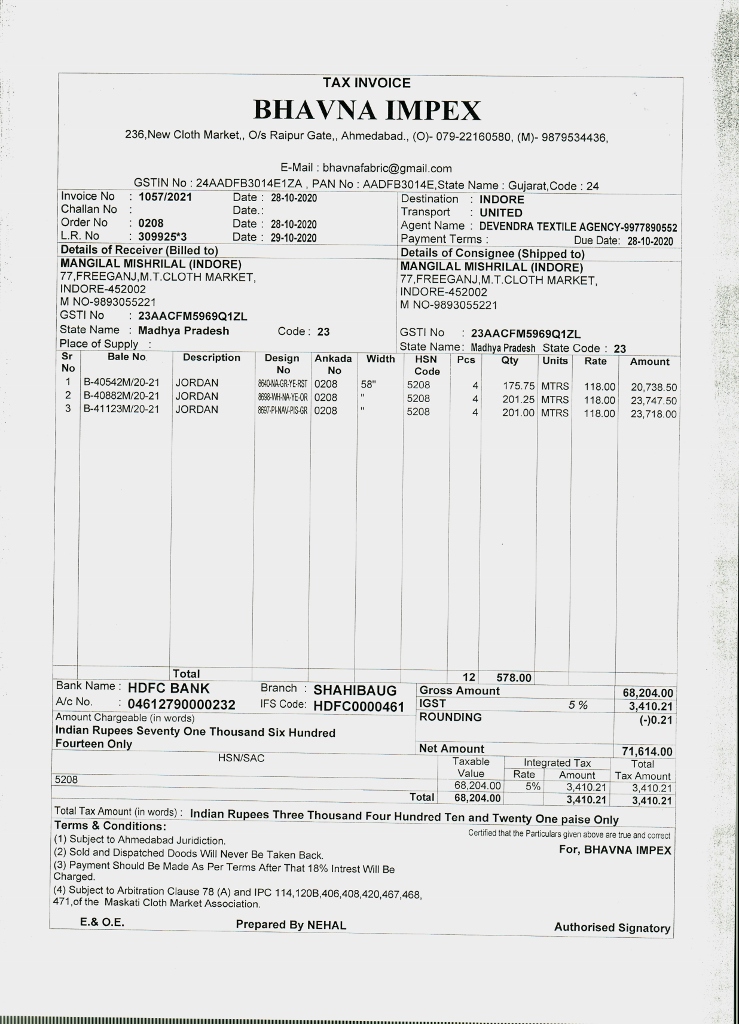 TAX INVOICE
BHAVNA IMPEX
236,New Cloth Market,, O/s Raipur Gate,, Ahmedabad., (O)- 079-22160580, (M)- 9879534436,
E-Mail : bhavnafabric@gmail.com
GSTIN No : 24AADFB3014E1ZA , PAN No : AADFB3014E,State Name : Gujarat,Code : 24
Invoice No : 1057/2021 Date : 28-10-2020 Destination : INDORE
Challan No : Date.: Transport : UNITED
Order No : 0208 Date : 28-10-2020 Agent Name : DEVENDRA TEXTILE AGENCY-9977890552
L.R. No : 309925*3 Date : 29-10-2020 Payment Terms : Due Date: 28-10-2020
Details of Receiver (Billed to) Details of Consignee (Shipped to)
MANGILAL MISHRILAL (INDORE) MANGILAL MISHRILAL (INDORE)
77,FREEGANJ,M.T.CLOTH MARKET, 77,FREEGANJ,M.T.CLOTH MARKET,
INDORE-452002 INDORE-452002
M NO-9893055221 M NO-9893055221
GSTI No : 23AACFM5969Q1ZL GSTI No : 23AACFM5969Q1ZL
State Name : Madhya Pradesh Code : 23 State Name: Madhya Pradesh State Code : 23
Place of Supply :
Sr No Bale No Description Design No Ankada No Width HSN Code Pcs Qty Units Rate Amount
1 B-40542M/20-21 JORDAN 8640-NA-GR-YE-RST 0208 58" 5208 4 175.75 MTRS 118.00 20,738.50
2 B-40882M/20-21 JORDAN 8698-WH-NA-YE-OR 0208 " 5208 4 201.25 MTRS 118.00 23,747.50
3 B-41123M/20-21 JORDAN 8697-PI-NAV-PIS-GR 0208 " 5208 4 201.00 MTRS 118.00 23,718.00
Total 12 578.00
Bank Name : HDFC BANK Branch : SHAHIBAUG Gross Amount 68,204.00
A/c No. : 04612790000232 IFS Code: HDFC0000461 IGST 5 % 3,410.21
Amount Chargeable (in words) ROUNDING (-)0.21
Indian Rupees Seventy One Thousand Six Hundred
Fourteen Only Net Amount 71,614.00
HSN/SAC Taxable Value Integrated Tax Rate Amount Total Tax Amount
5208 68,204.00 5% 3,410.21 3,410.21
Total 68,204.00 3,410.21 3,410.21
Total Tax Amount (in words) : Indian Rupees Three Thousand Four Hundred Ten and Twenty One paise Only
Terms & Conditions: Certified that the Particulars given above are true and correct
(1) Subject to Ahmedabad Juridiction. For, BHAVNA IMPEX
(2) Sold and Dispatched Doods Will Never Be Taken Back.
(3) Payment Should Be Made As Per Terms After That 18% Intrest Will Be
Charged.
(4) Subject to Arbitration Clause 78 (A) and IPC 114,120B,406,408,420,467,468,
471,of the Maskati Cloth Market Association.
E.& O.E. Prepared By NEHAL Authorised Signatory